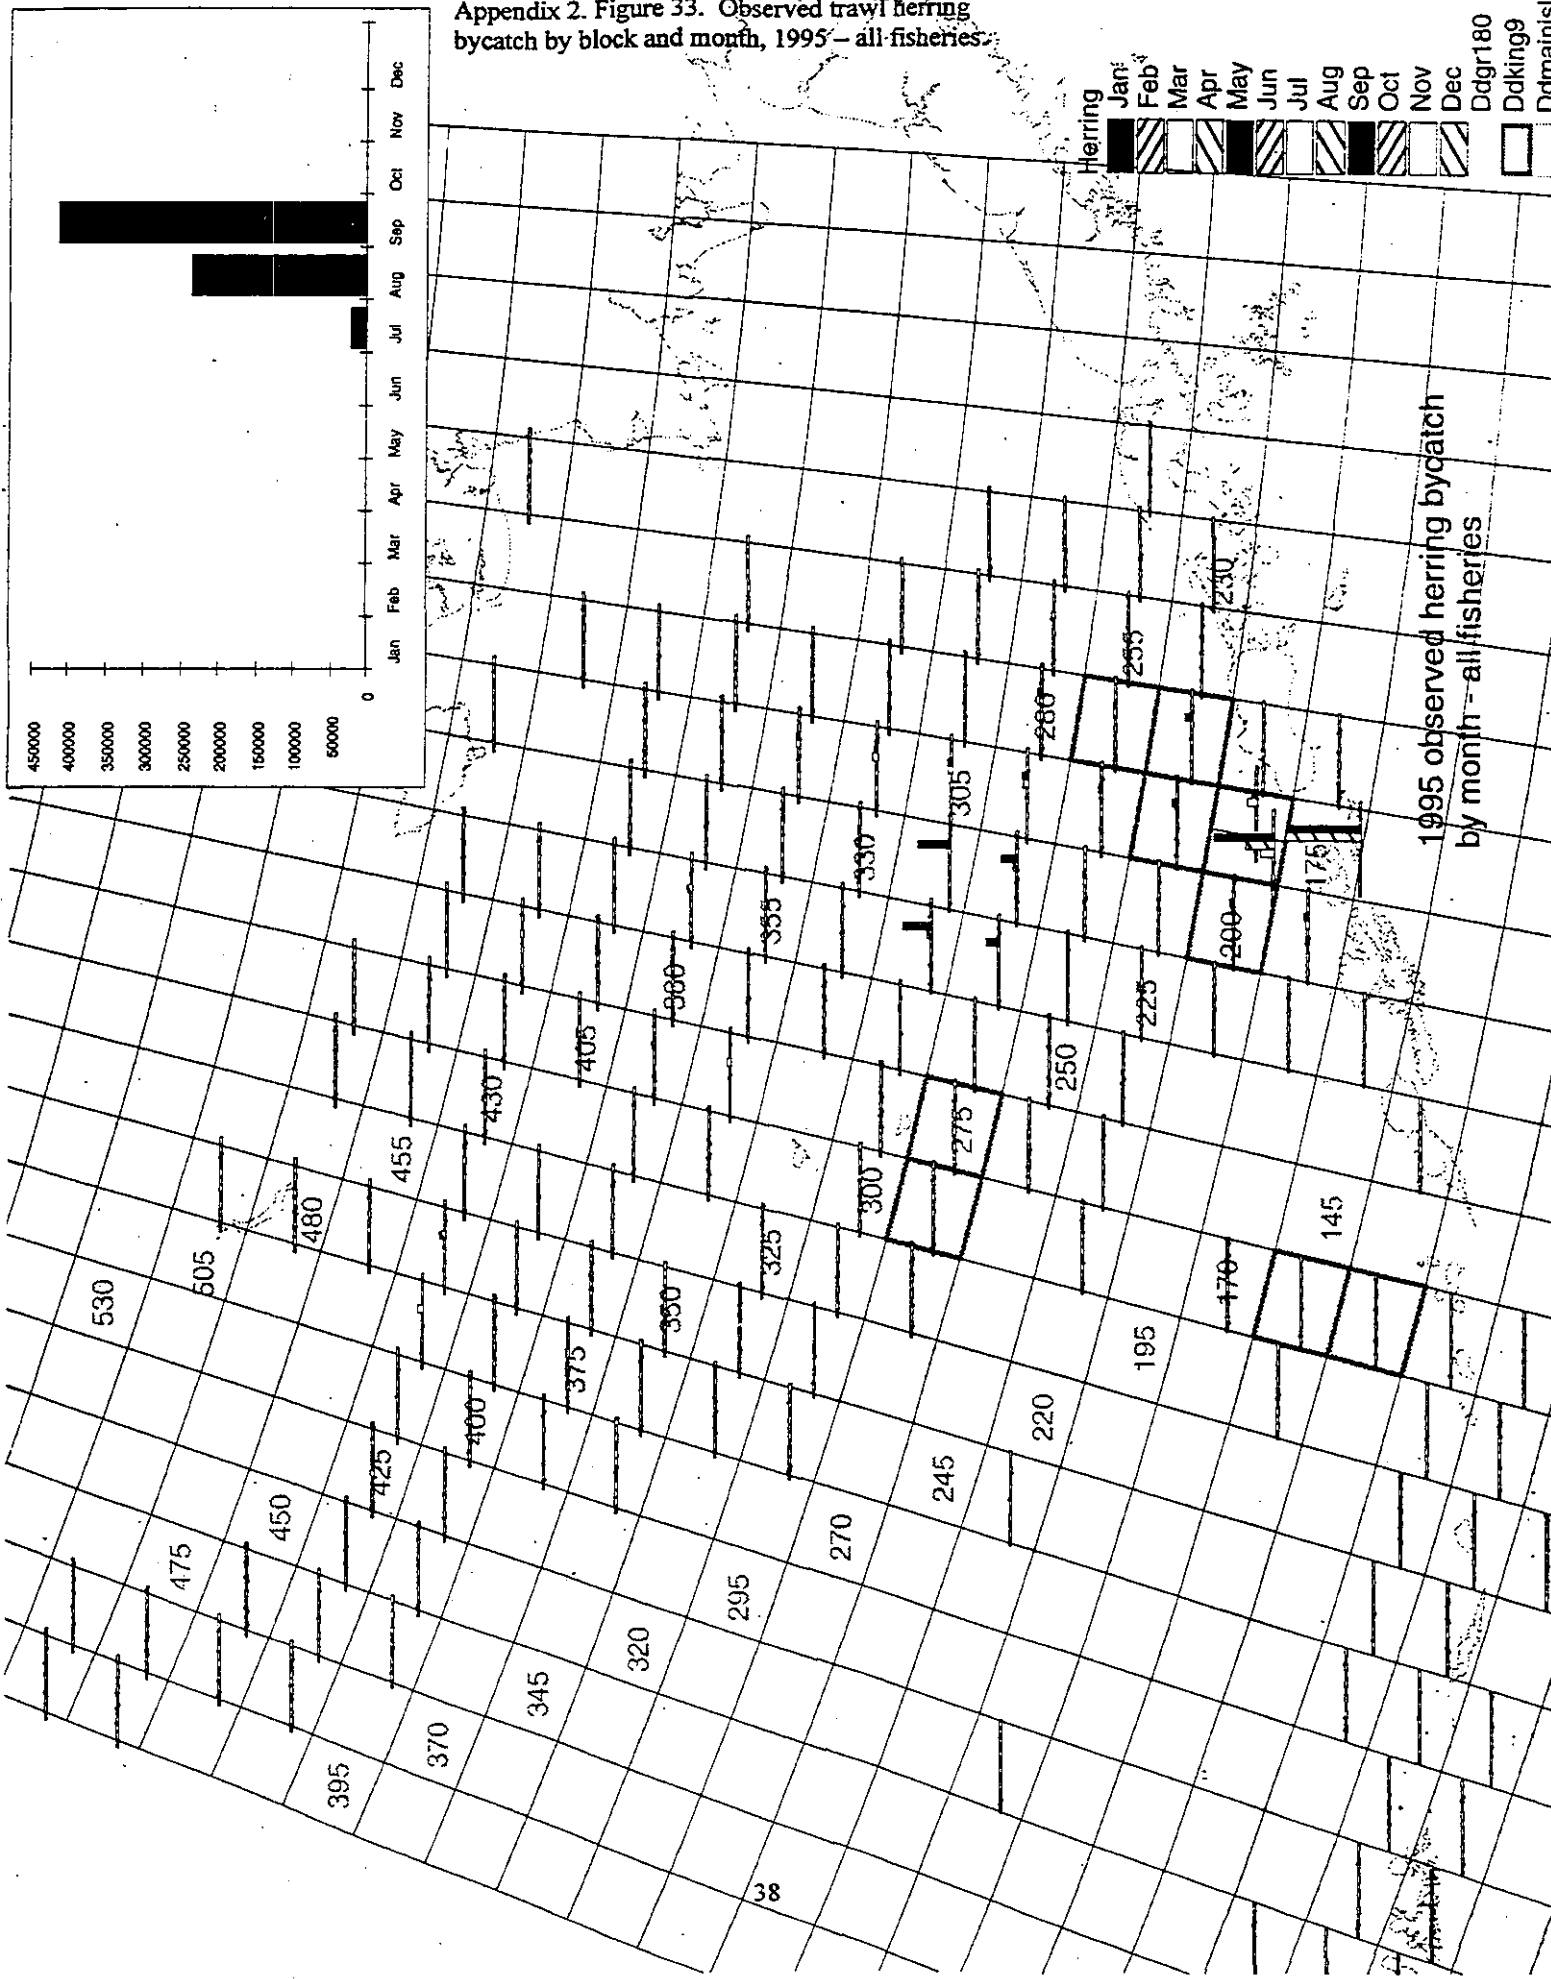 Appendix 2. Figure 33. Observed trawl herring
bycatch by block and month, 1995 – all fisheries.
450000
400000
350000
300000
250000
200000
150000
100000
50000
0
Jan
Feb
Mar
Apr
May
Jun
Jul
Aug
Sep
Oct
Nov
Dec
Herring
Jan
Feb
Mar
Apr
May
Jun
Jul
Aug
Sep
Oct
Nov
Dec
Ddgr180
Ddking9
1995 observed herring bycatch
by month - all fisheries
530
505
480
455
430
405
380
355
330
305
280
255
230
475
450
425
400
375
350
325
300
275
250
225
200
175
395
370
345
320
295
270
245
220
195
170
145
38